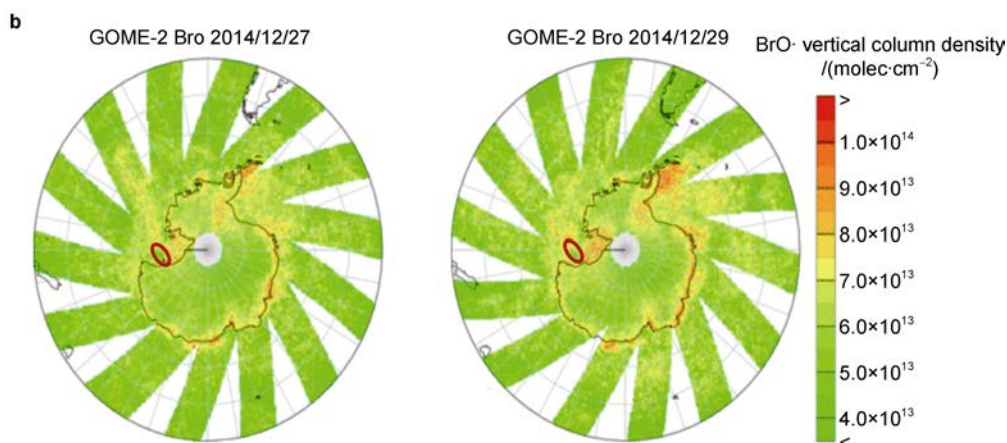 b
GOME-2 Bro 2014/12/27
GOME-2 Bro 2014/12/29
BrO· vertical column density
/(molec·cm⁻²)
>
1.0×10¹⁴
9.0×10¹³
8.0×10¹³
7.0×10¹³
6.0×10¹³
5.0×10¹³
4.0×10¹³
<